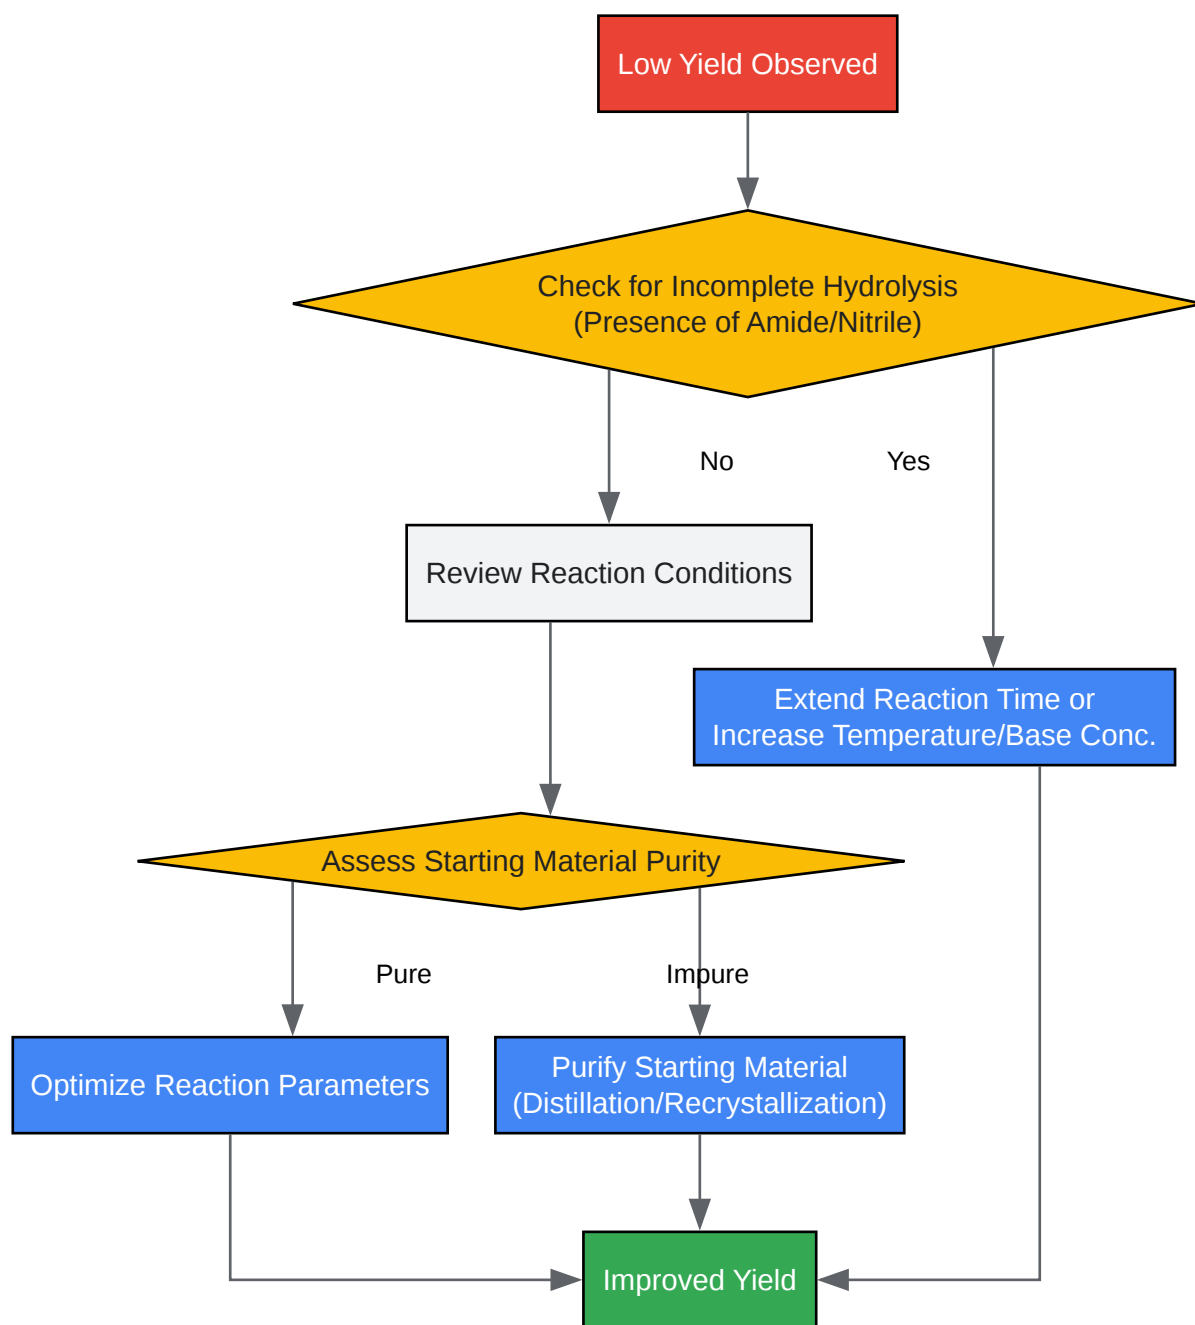 Low Yield Observed
Check for Incomplete Hydrolysis
(Presence of Amide/Nitrile)
No
Yes
Review Reaction Conditions
Extend Reaction Time or
Increase Temperature/Base Conc.
Assess Starting Material Purity
Pure
Impure
Optimize Reaction Parameters
Purify Starting Material
(Distillation/Recrystallization)
Improved Yield